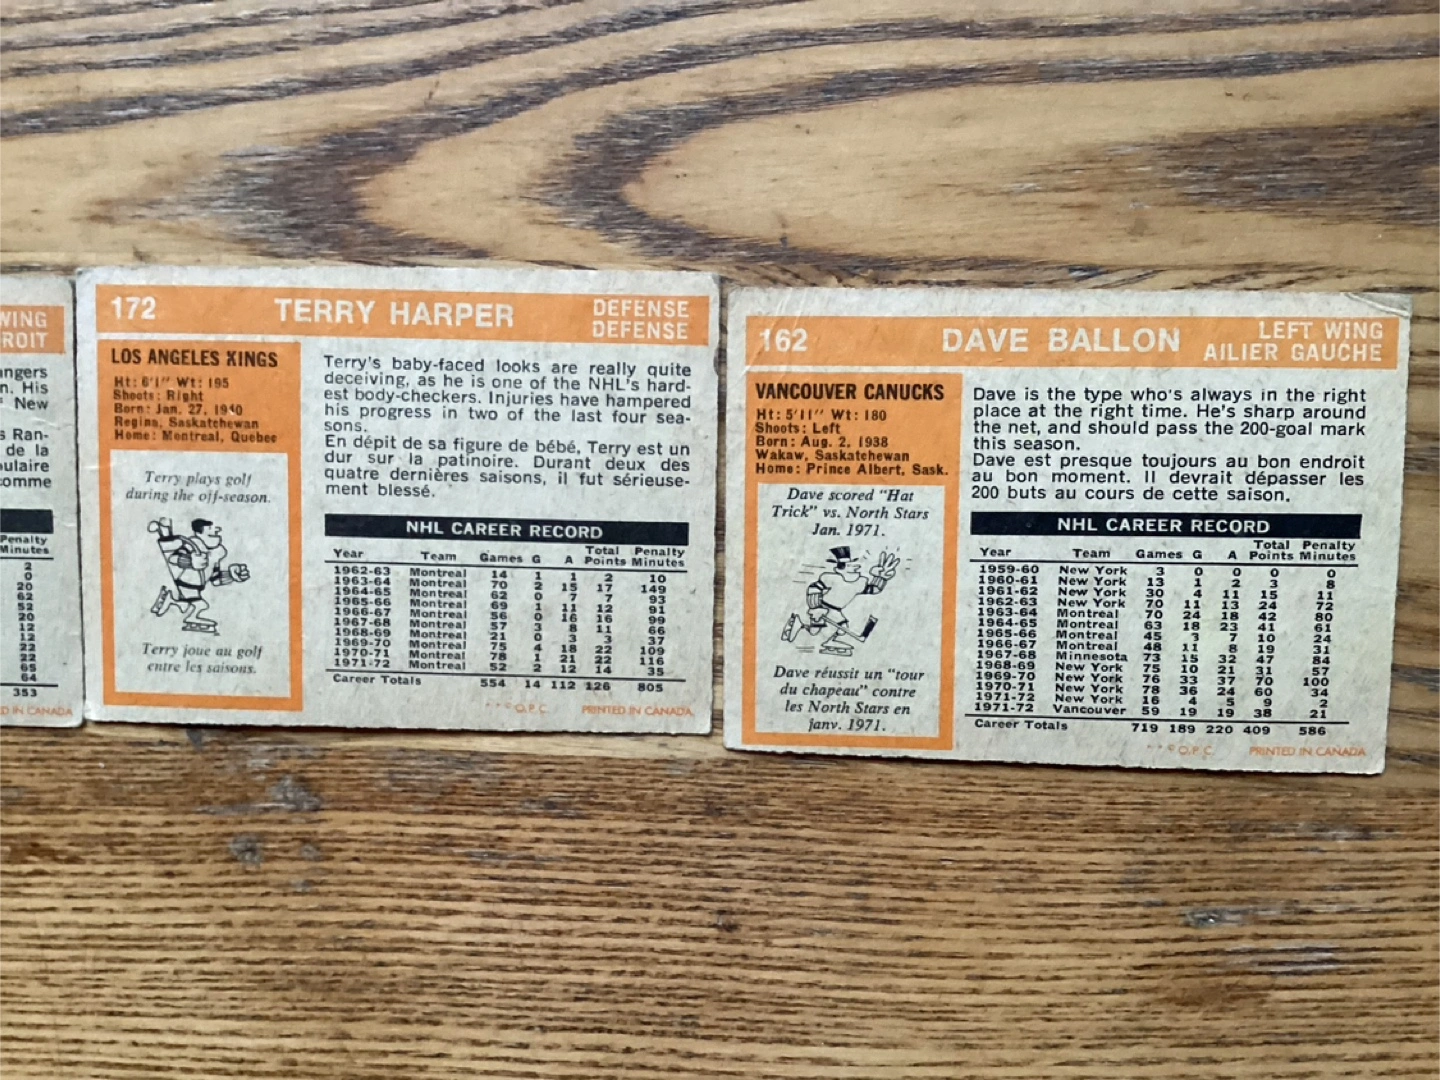 WING
ROIT
angers
n. His
New
s Ran-
de la
pulaire
comme
Penalty
Minutes
2
0
20
62
52
20
12
12
22
22
65
64
353
D IN CANADA
172 TERRY HARPER DEFENSE
DEFENSE
LOS ANGELES KINGS
Ht: 6'1" Wt: 195
Shoots: Right
Born: Jan. 27, 1940
Regina, Saskatchewan
Home: Montreal, Quebec
Terry plays golf
during the off-season.
Terry joue au golf
entre les saisons.
Terry's baby-faced looks are really quite
deceiving, as he is one of the NHL's hard-
est body-checkers. Injuries have hampered
his progress in two of the last four sea-
sons.
En dépit de sa figure de bébé, Terry est un
dur sur la patinoire. Durant deux des
quatre dernières saisons, il fut sérieuse-
ment blessé.
NHL CAREER RECORD
Year Team Games G A Total Points Penalty Minutes
1962-63 Montreal 14 1 1 2 10
1963-64 Montreal 70 2 15 17 149
1964-65 Montreal 62 0 7 7 93
1965-66 Montreal 69 1 11 12 91
1966-67 Montreal 56 0 16 16 99
1967-68 Montreal 57 3 8 11 66
1968-69 Montreal 21 0 3 3 37
1969-70 Montreal 75 4 18 22 109
1970-71 Montreal 78 1 21 22 116
1971-72 Montreal 52 2 12 14 35
Career Totals 554 14 112 126 805
**©O.P.C. PRINTED IN CANADA
162 DAVE BALLON LEFT WING
AILIER GAUCHE
VANCOUVER CANUCKS
Ht: 5'11" Wt: 180
Shoots: Left
Born: Aug. 2, 1938
Wakaw, Saskatchewan
Home: Prince Albert, Sask.
Dave scored "Hat
Trick" vs. North Stars
Jan. 1971.
Dave réussit un "tour
du chapeau" contre
les North Stars en
janv. 1971.
Dave is the type who's always in the right
place at the right time. He's sharp around
the net, and should pass the 200-goal mark
this season.
Dave est presque toujours au bon endroit
au bon moment. Il devrait dépasser les
200 buts au cours de cette saison.
NHL CAREER RECORD
Year Team Games G A Total Points Penalty Minutes
1959-60 New York 3 0 0 0 0
1960-61 New York 13 1 2 3 8
1961-62 New York 30 4 11 15 11
1962-63 New York 70 11 13 24 72
1963-64 Montreal 70 24 18 42 80
1964-65 Montreal 63 18 23 41 61
1965-66 Montreal 45 3 7 10 24
1966-67 Montreal 48 11 8 19 31
1967-68 Minnesota 73 15 32 47 84
1968-69 New York 75 10 21 31 57
1969-70 New York 76 33 37 70 100
1970-71 New York 78 36 24 60 34
1971-72 New York 16 4 5 9 2
1971-72 Vancouver 59 19 19 38 21
Career Totals 719 189 220 409 586
**©O.P.C. PRINTED IN CANADA